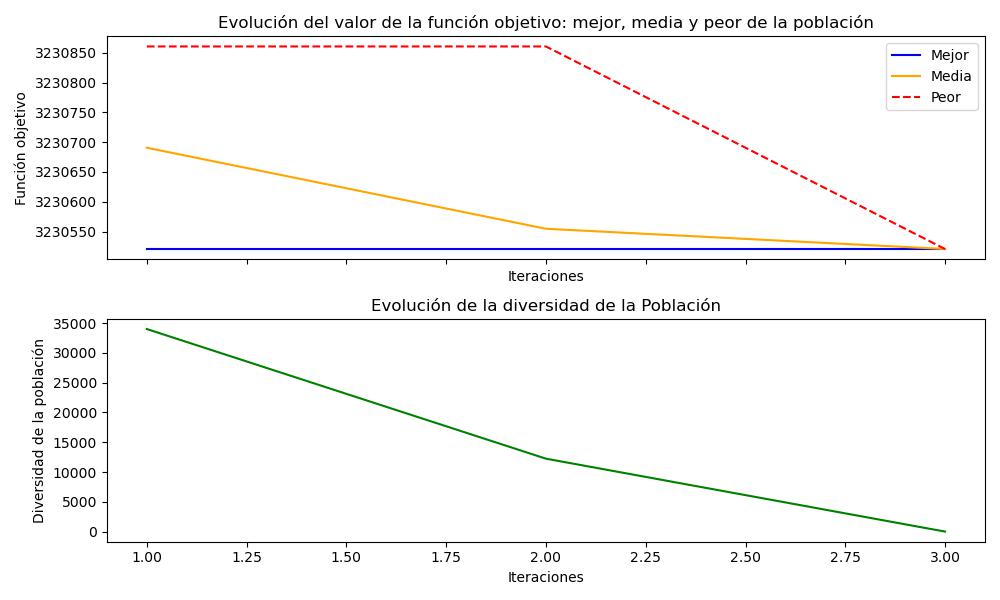 Evolución del valor de la función objetivo: mejor, media y peor de la población
Función objetivo
3230850
3230800
3230750
3230700
3230650
3230600
3230550
Mejor
Media
Peor
Iteraciones
Evolución de la diversidad de la Población
Diversidad de la población
35000
30000
25000
20000
15000
10000
5000
0
1.00 1.25 1.50 1.75 2.00 2.25 2.50 2.75 3.00
Iteraciones